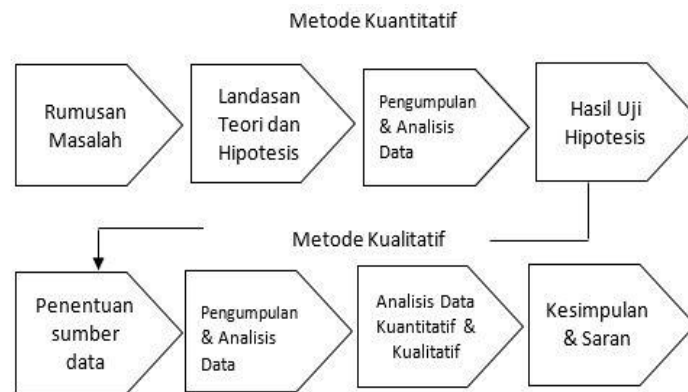 Metode Kuantitatif
Rumusan
Masalah
Landasan
Teori dan
Hipotesis
Pengumpulan
& Analisis
Data
Hasil Uji
Hipotesis
Metode Kualitatif
Penentuan
sumber
data
Pengumpulan
& Analisis
Data
Analisis Data
Kuantitatif &
Kualitatif
Kesimpulan
& Saran